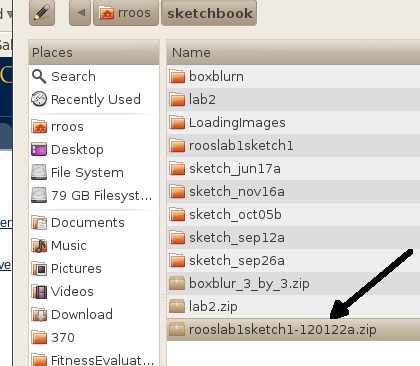 rroos sketchbook
Places
Search
Recently Used
rroos
Desktop
File System
79 GB Filesyst...
Documents
Music
Pictures
Videos
Download
370
FitnessEvaluat...
Name
boxblurn
lab2
LoadingImages
rooslab1sketch1
sketch_jun17a
sketch_nov16a
sketch_oct05b
sketch_sep12a
sketch_sep26a
boxblur_3_by_3.zip
lab2.zip
rooslab1sketch1-120122a.zip